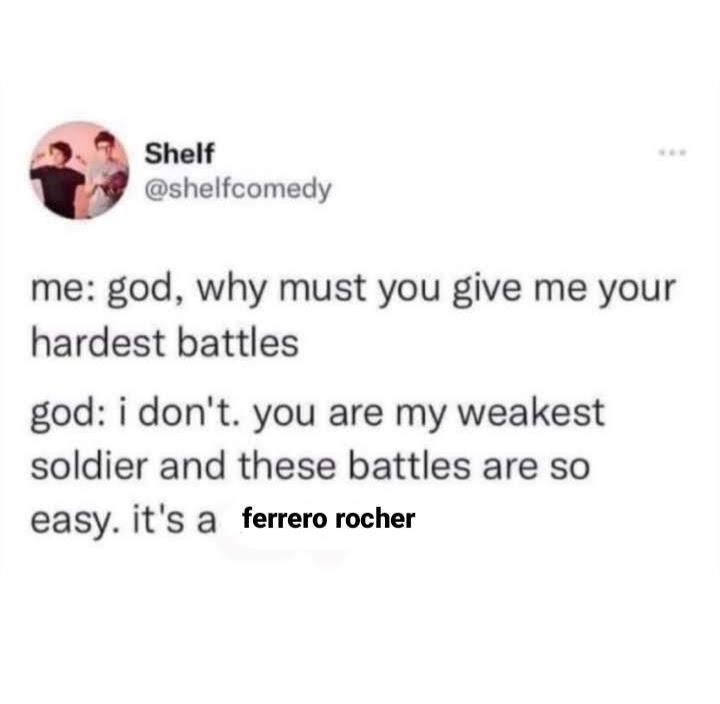 Shelf
@shelfcomedy
me: god, why must you give me your
hardest battles
god: i don't. you are my weakest
soldier and these battles are so
easy. it's a ferrero rocher